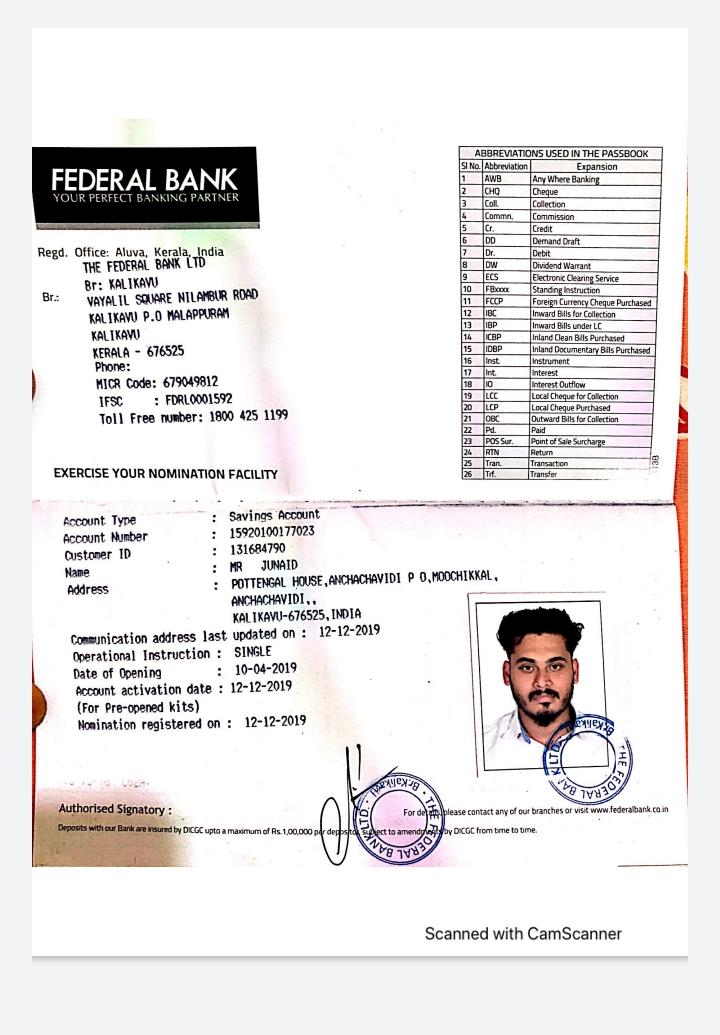 FEDERAL BANK
YOUR PERFECT BANKING PARTNER
Regd. Office: Aluva, Kerala, India
THE FEDERAL BANK LTD
Br: KALIKAVU
Br.: VAYALIL SQUARE NILAMBUR ROAD
KALIKAVU P.O MALAPPURAM
KALIKAVU
KERALA - 676525
Phone:
MICR Code: 679049812
IFSC : FDRL0001592
Toll Free number: 1800 425 1199
EXERCISE YOUR NOMINATION FACILITY
ABBREVIATIONS USED IN THE PASSBOOK
Sl No. Abbreviation Expansion
1 AWB Any Where Banking
2 CHQ Cheque
3 Coll. Collection
4 Commn. Commission
5 Cr. Credit
6 DD Demand Draft
7 Dr. Debit
8 DW Dividend Warrant
9 ECS Electronic Clearing Service
10 FBxxxx Standing Instruction
11 FCCP Foreign Currency Cheque Purchased
12 IBC Inward Bills for Collection
13 IBP Inward Bills under LC
14 ICBP Inland Clean Bills Purchased
15 IDBP Inland Documentary Bills Purchased
16 Inst. Instrument
17 Int. Interest
18 IO Interest Outflow
19 LCC Local Cheque for Collection
20 LCP Local Cheque Purchased
21 OBC Outward Bills for Collection
22 Pd. Paid
23 POS Sur. Point of Sale Surcharge
24 RTN Return
25 Tran. Transaction
26 Trf. Transfer
Account Type : Savings Account
Account Number : 15920100177023
Customer ID : 131684790
Name : MR JUNAID
Address : POTTENGAL HOUSE,ANCHACHAVIDI P O,MOOCHIKKAL,
ANCHACHAVIDI,,
KALIKAVU-676525,INDIA
Communication address last updated on : 12-12-2019
Operational Instruction : SINGLE
Date of Opening : 10-04-2019
Account activation date : 12-12-2019
(For Pre-opened kits)
Nomination registered on : 12-12-2019
Br.Kalikavu
THE FEDERAL BANK LTD.
Authorised Signatory :
For details please contact any of our branches or visit www.federalbank.co.in
Deposits with our Bank are insured by DICGC upto a maximum of Rs.1,00,000 per depositor, subject to amendments by DICGC from time to time.
Br.Kalikavu
THE FEDERAL BANK LTD.
Scanned with CamScanner